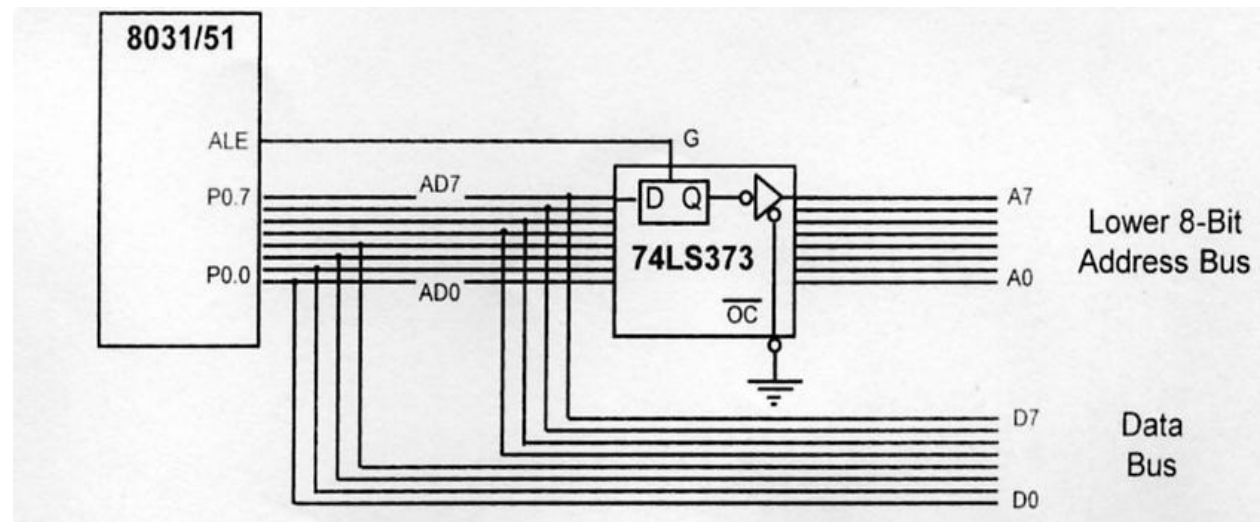 8031/51
ALE
G
P0.7
AD7
D Q
A7
Lower 8-Bit
Address Bus
74LS373
P0.0
AD0
A0
OC
D7
Data
Bus
D0